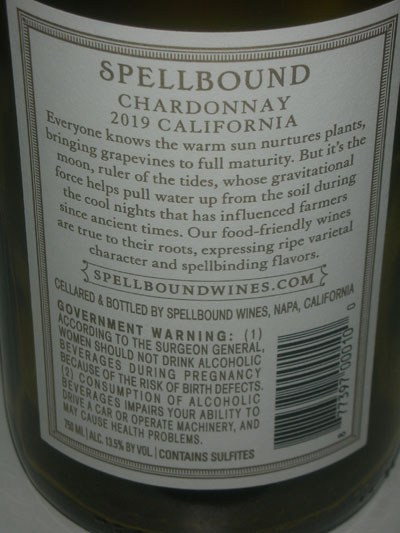 SPELLBOUND
CHARDONNAY
2019 CALIFORNIA
Everyone knows the warm sun nurtures plants,
bringing grapevines to full maturity. But it's the
moon, ruler of the tides, whose gravitational
force helps pull water up from the soil during
the cool nights that has influenced farmers
since ancient times. Our food-friendly wines
are true to their roots, expressing ripe varietal
character and spellbinding flavors.
SPELLBOUNDWINES.COM
CELLARED & BOTTLED BY SPELLBOUND WINES, NAPA, CALIFORNIA
GOVERNMENT WARNING: (1)
ACCORDING TO THE SURGEON GENERAL,
WOMEN SHOULD NOT DRINK ALCOHOLIC
BEVERAGES DURING PREGNANCY
BECAUSE OF THE RISK OF BIRTH DEFECTS.
(2) CONSUMPTION OF ALCOHOLIC
BEVERAGES IMPAIRS YOUR ABILITY TO
DRIVE A CAR OR OPERATE MACHINERY, AND
MAY CAUSE HEALTH PROBLEMS.
750 ML | ALC. 13.5% BY VOL. | CONTAINS SULFITES
8 77397 00010 0